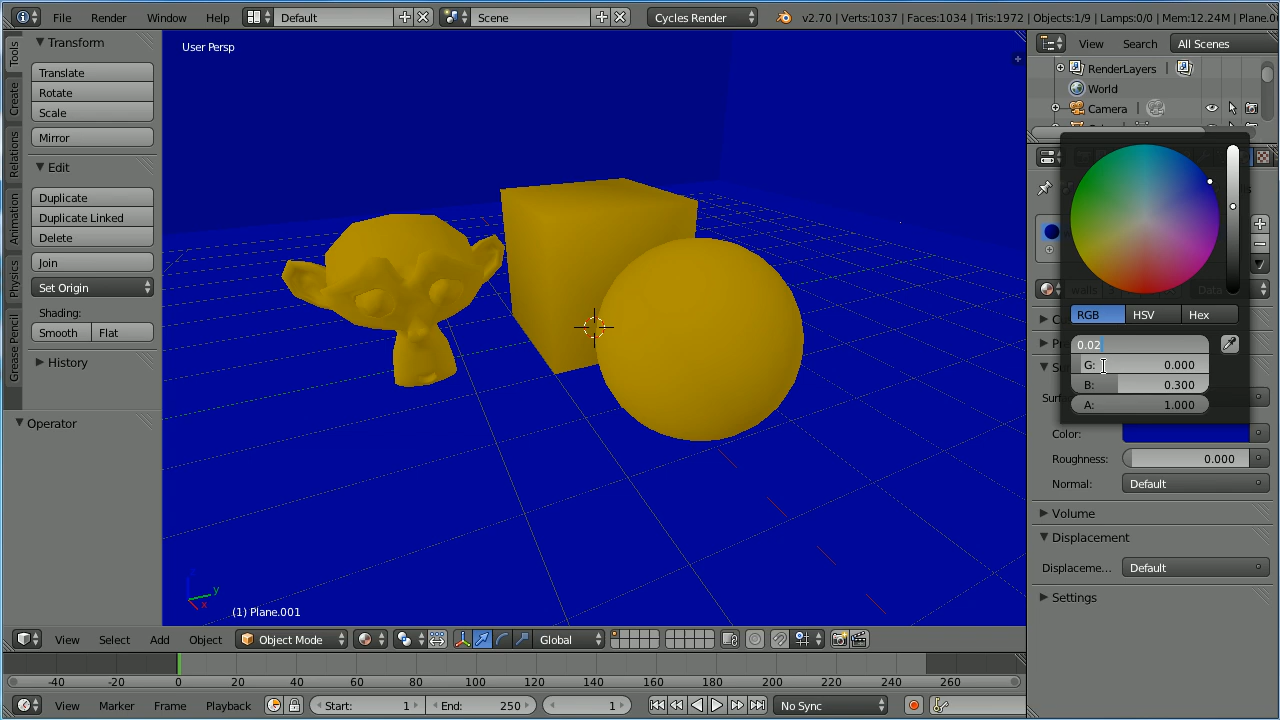 File Render Window Help Default Scene Cycles Render v2.70 | Verts:1037 | Faces:1034 | Tris:1972 | Objects:1/9 | Lamps:0/0 | Mem:12.24M | Plane.0
Tools
Create
Relations
Animation
Physics
Grease Pencil
Transform
Translate
Rotate
Scale
Mirror
Edit
Duplicate
Duplicate Linked
Delete
Join
Set Origin
Shading:
Smooth Flat
History
Operator
User Persp
(1) Plane.001
z
y
x
View Search All Scenes
RenderLayers
World
Camera
RGB HSV Hex
0.02
G: 0.000
B: 0.300
A: 1.000
walls
Data
Color:
Roughness: 0.000
Normal: Default
Volume
Displacement
Displaceme... Default
Settings
View Select Add Object Object Mode Global
-40 -20 0 20 40 60 80 100 120 140 160 180 200 220 240 260
View Marker Frame Playback Start: 1 End: 250 1 No Sync